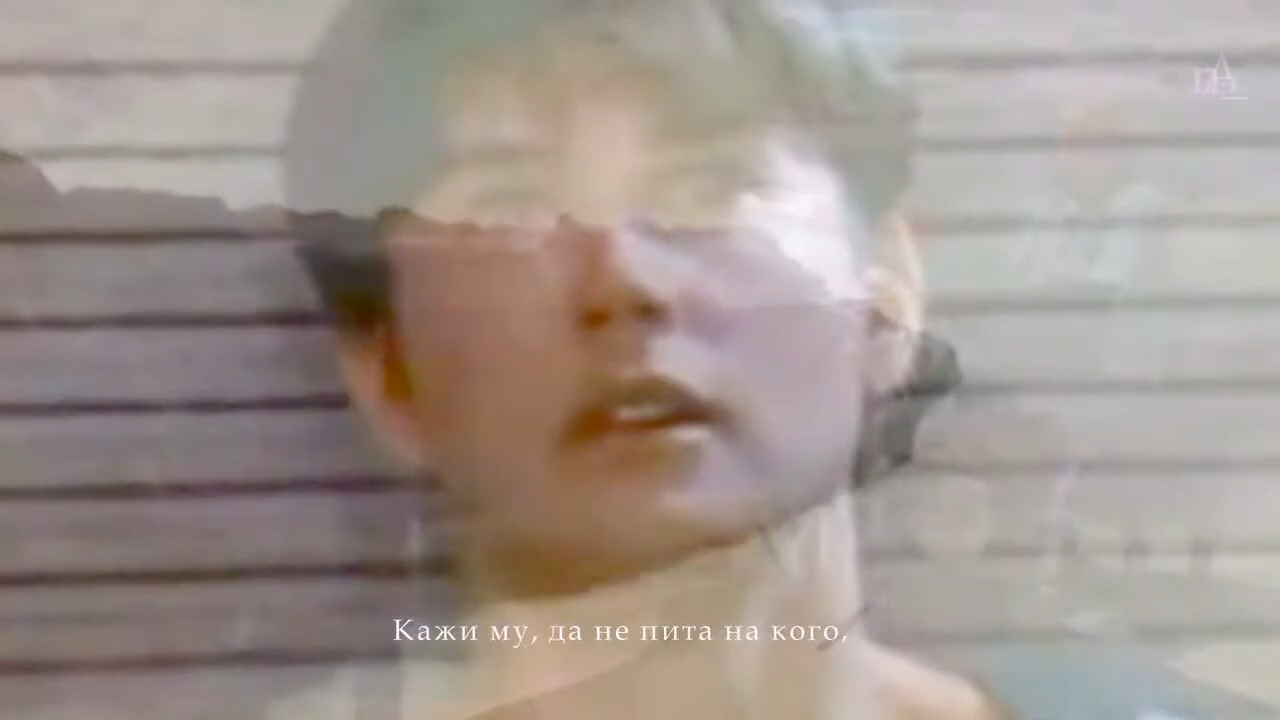 Кажи му, да не пита на кого,